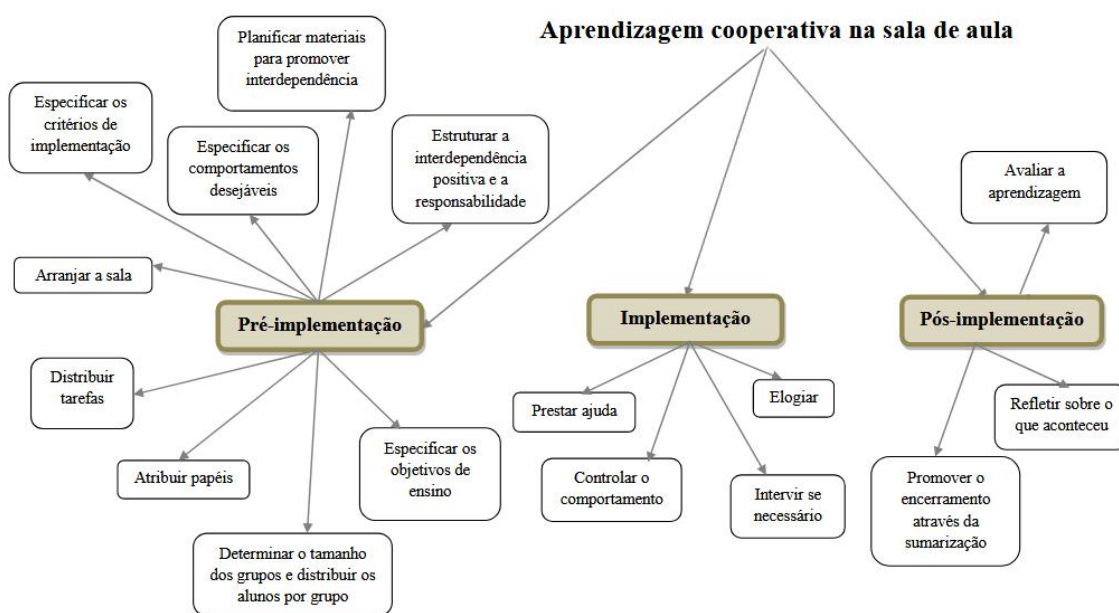 Aprendizagem cooperativa na sala de aula
Planificar materiais
para promover
interdependência
Especificar os
critérios de
implementação
Especificar os
comportamentos
desejáveis
Estruturar a
interdependência
positiva e a
responsabilidade
Avaliar a
aprendizagem
Arranjar a sala
Pré-implementação
Implementação
Pós-implementação
Distribuir
tarefas
Atribuir papéis
Especificar os
objetivos de
ensino
Determinar o tamanho
dos grupos e distribuir os
alunos por grupo
Prestar ajuda
Elogiar
Controlar o
comportamento
Intervir se
necessário
Refletir sobre o
que aconteceu
Promover o
encerramento
através da
sumarização